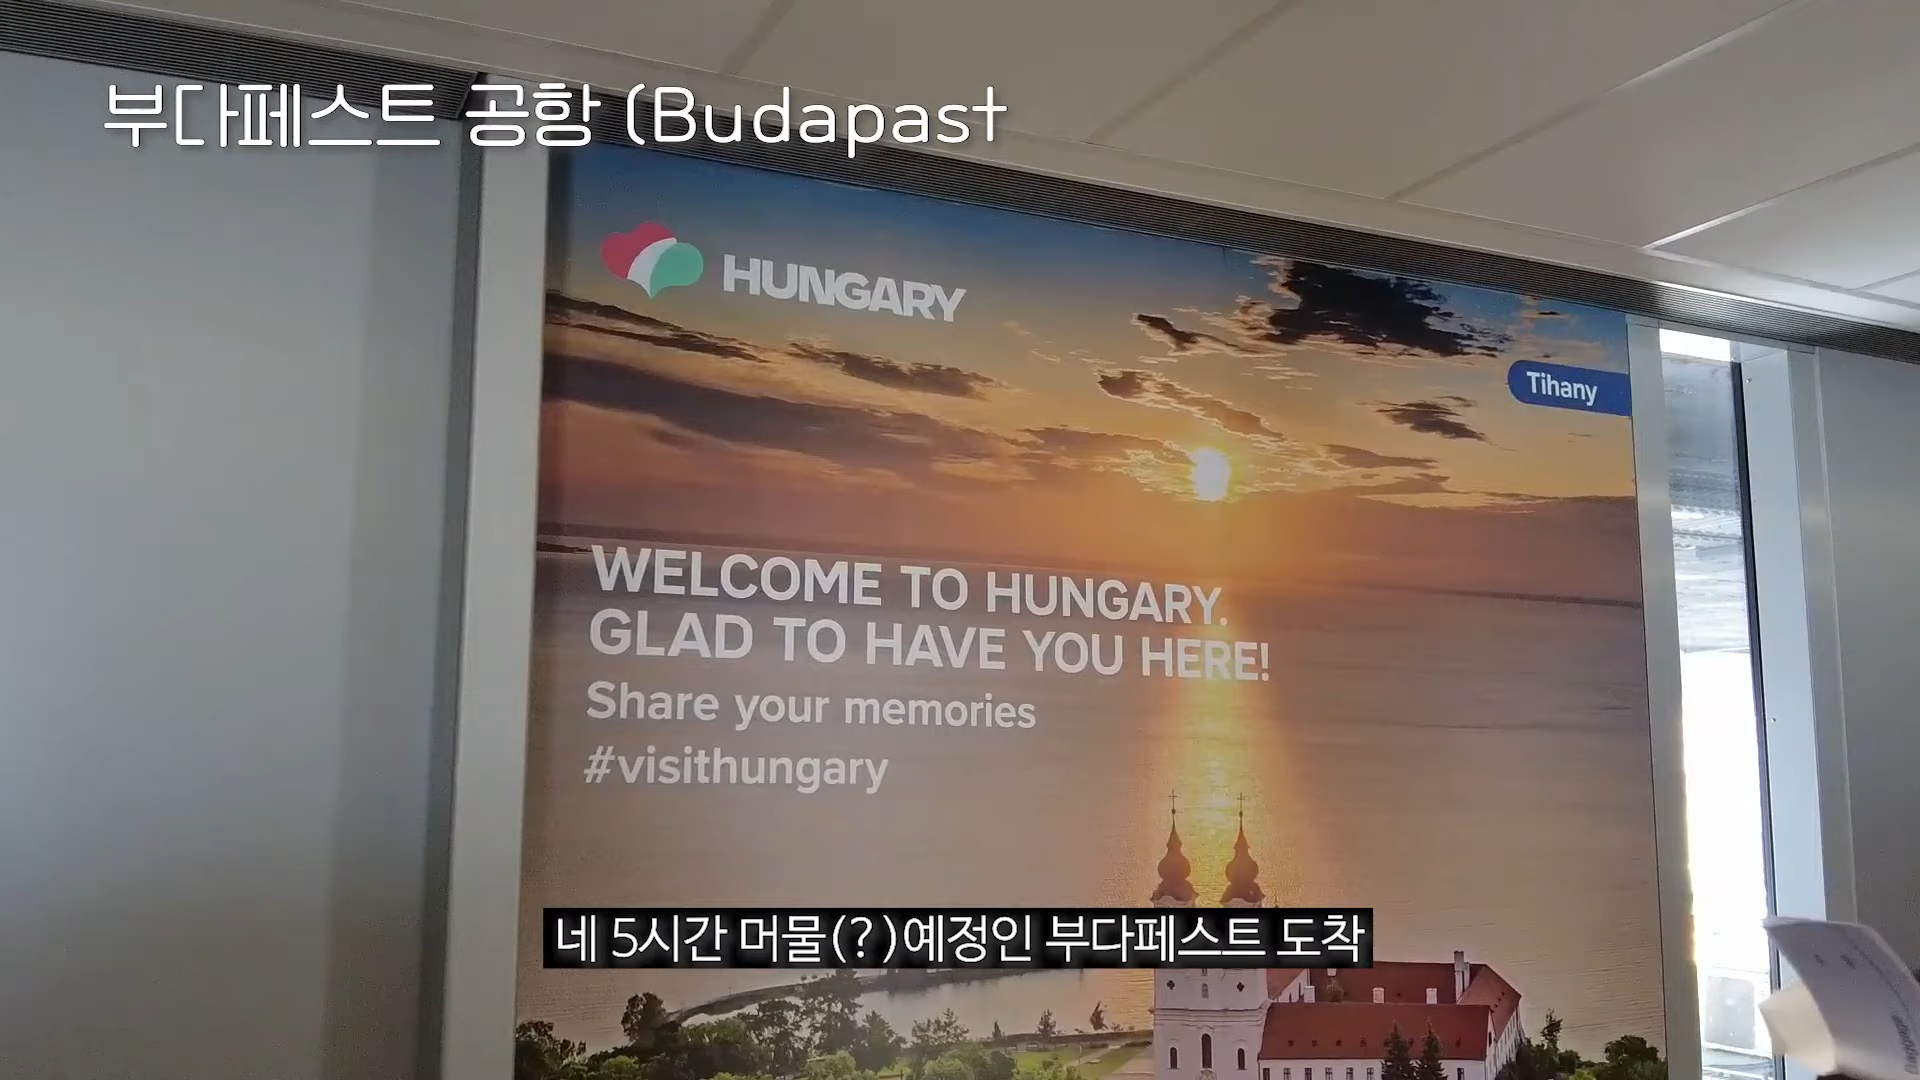 부다페스트 공항 (Budapast
HUNGARY
Tihany
WELCOME TO HUNGARY.
GLAD TO HAVE YOU HERE!
Share your memories
#visithungary
네 5시간 머물(?)예정인 부다페스트 도착